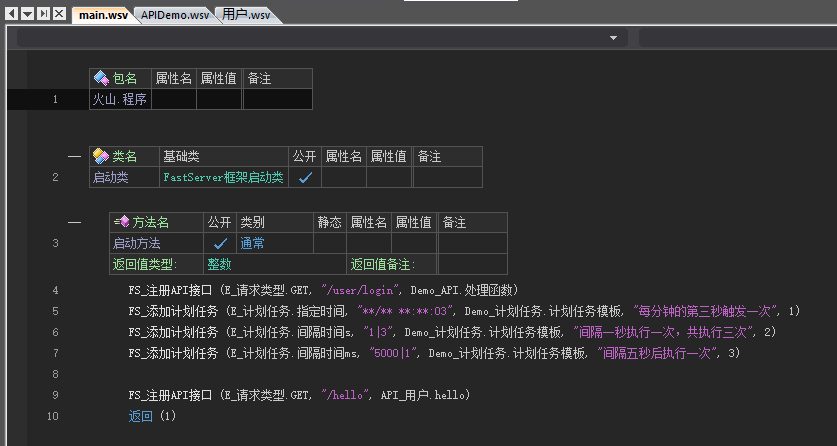 main.wsv APIDemo.wsv 用户.wsv
包名 属性名 属性值 备注
1 火山.程序
类名 基础类 公开 属性名 属性值 备注
2 启动类 FastServer框架启动类
方法名 公开 类别 静态 属性名 属性值 备注
3 启动方法 通常
返回值类型: 整数 返回值备注:
4 FS_注册API接口 (E_请求类型.GET, "/user/login", Demo_API.处理函数)
5 FS_添加计划任务 (E_计划任务.指定时间, "**/** **:**:03", Demo_计划任务.计划任务模板, "每分钟的第三秒触发一次", 1)
6 FS_添加计划任务 (E_计划任务.间隔时间s, "1|3", Demo_计划任务.计划任务模板, "间隔一秒执行一次，共执行三次", 2)
7 FS_添加计划任务 (E_计划任务.间隔时间ms, "5000|1", Demo_计划任务.计划任务模板, "间隔五秒后执行一次", 3)
8
9 FS_注册API接口 (E_请求类型.GET, "/hello", API_用户.hello)
10 返回 (1)